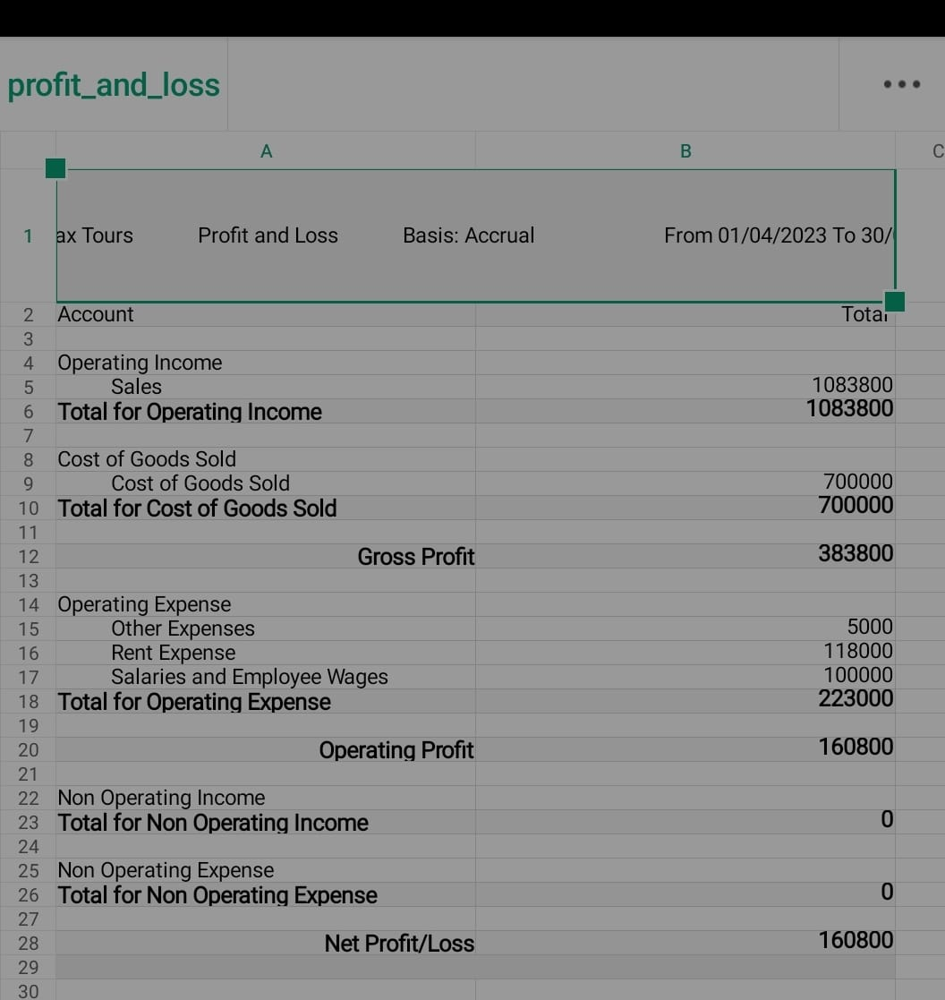 profit_and_loss
A B C
1 ax Tours Profit and Loss Basis: Accrual From 01/04/2023 To 30/
2 Account Total
3
4 Operating Income
5 Sales 1083800
6 Total for Operating Income 1083800
7
8 Cost of Goods Sold
9 Cost of Goods Sold 700000
10 Total for Cost of Goods Sold 700000
11
12 Gross Profit 383800
13
14 Operating Expense
15 Other Expenses 5000
16 Rent Expense 118000
17 Salaries and Employee Wages 100000
18 Total for Operating Expense 223000
19
20 Operating Profit 160800
21
22 Non Operating Income
23 Total for Non Operating Income 0
24
25 Non Operating Expense
26 Total for Non Operating Expense 0
27
28 Net Profit/Loss 160800
29
30